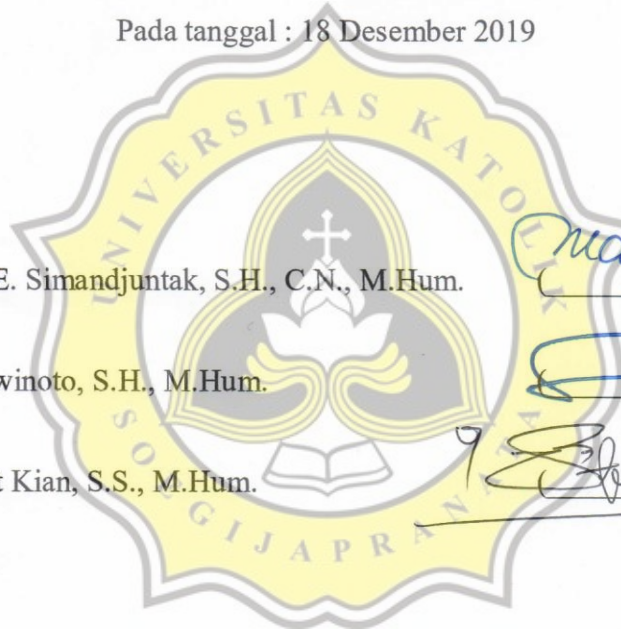 Pada tanggal : 18 Desember 2019
UNIVERSITAS KATOLIK
E. Simandjuntak, S.H., C.N., M.Hum.
winoto, S.H., M.Hum.
t Kian, S.S., M.Hum.
SOEGIJAPRANATA